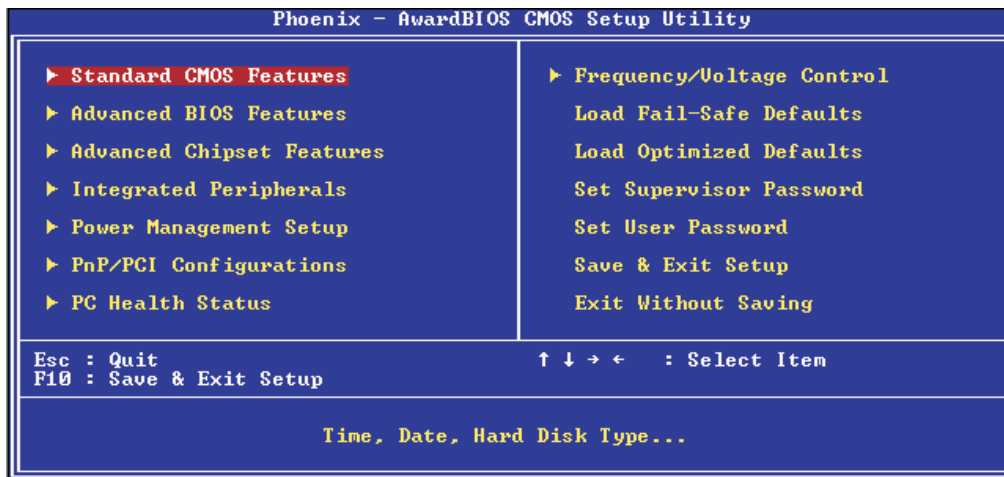 Phoenix - AwardBIOS CMOS Setup Utility
▶ Standard CMOS Features
▶ Advanced BIOS Features
▶ Advanced Chipset Features
▶ Integrated Peripherals
▶ Power Management Setup
▶ PnP/PCI Configurations
▶ PC Health Status
▶ Frequency/Voltage Control
Load Fail-Safe Defaults
Load Optimized Defaults
Set Supervisor Password
Set User Password
Save & Exit Setup
Exit Without Saving
Esc : Quit
F10 : Save & Exit Setup
↑ ↓ → ← : Select Item
Time, Date, Hard Disk Type...